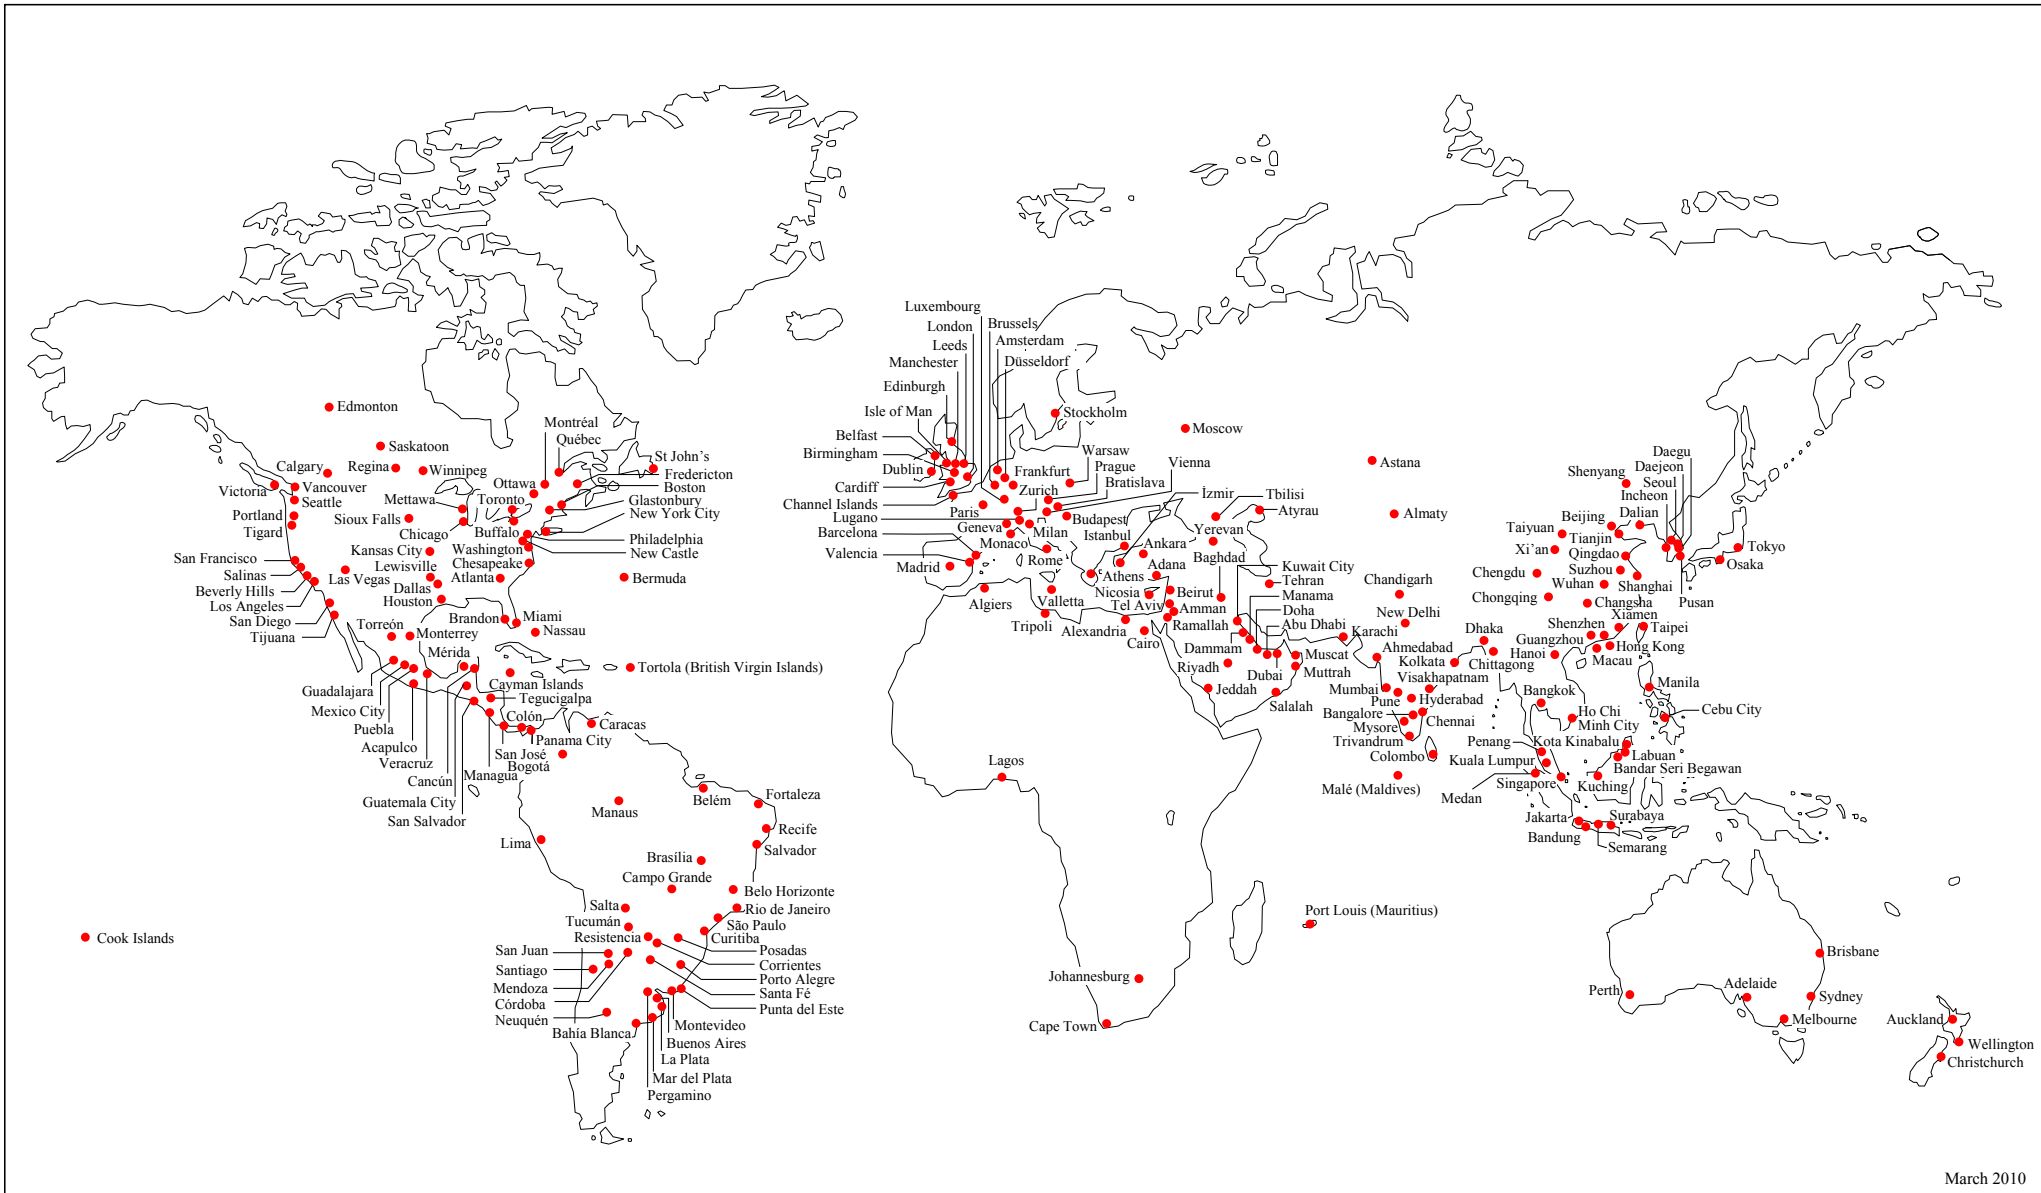 Luxembourg
London
Leeds
Manchester
Edinburgh
Isle of Man
Belfast
Birmingham
Dublin
Cardiff
Channel Islands
Paris
Lugano
Geneva
Barcelona
Monaco
Valencia
Madrid
Brussels
Amsterdam
Düsseldorf
Stockholm
Moscow
Warsaw
Prague
Bratislava
Vienna
Frankfurt
Zurich
Budapest
Milan
Rome
İzmir
Istanbul
Ankara
Athens
Adana
Nicosia
Tel Aviv
Beirut
Amman
Ramallah
Alexandria
Cairo
Algiers
Valletta
Tripoli
Tbilisi
Atyrau
Yerevan
Baghdad
Kuwait City
Tehran
Manama
Doha
Abu Dhabi
Dammam
Riyadh
Jeddah
Dubai
Muscat
Muttrah
Salalah
Astana
Almaty
Chandigarh
New Delhi
Karachi
Ahmedabad
Dhaka
Kolkata
Chittagong
Visakhapatnam
Mumbai
Pune
Hyderabad
Bangalore
Chennai
Mysore
Trivandrum
Colombo
Malé (Maldives)
Port Louis (Mauritius)
Lagos
Johannesburg
Cape Town
Daegu
Daejeon
Seoul
Incheon
Dalian
Shenyang
Beijing
Taiyuan
Tianjin
Xi’an
Qingdao
Chengdu
Suzhou
Wuhan
Shanghai
Chongqing
Changsha
Pusan
Tokyo
Osaka
Xiamen
Shenzhen
Taipei
Guangzhou
Hong Kong
Hanoi
Macau
Manila
Bangkok
Ho Chi
Minh City
Cebu City
Penang
Kota Kinabalu
Labuan
Kuala Lumpur
Bandar Seri Begawan
Singapore
Kuching
Medan
Jakarta
Surabaya
Bandung
Semarang
Edmonton
Saskatoon
Calgary
Regina
Winnipeg
Victoria
Vancouver
Seattle
Portland
Tigard
Mettawa
Sioux Falls
Chicago
Toronto
Ottawa
Montréal
Québec
St John’s
Fredericton
Boston
Glastonbury
New York City
Buffalo
Philadelphia
New Castle
Washington
Chesapeake
Atlanta
Bermuda
San Francisco
Salinas
Beverly Hills
Los Angeles
San Diego
Tijuana
Las Vegas
Kansas City
Lewisville
Dallas
Houston
Brandon
Miami
Nassau
Torreón
Monterrey
Mérida
Tortola (British Virgin Islands)
Cayman Islands
Tegucigalpa
Guadalajara
Mexico City
Puebla
Acapulco
Veracruz
Cancún
Guatemala City
San Salvador
Managua
Colón
Panama City
San José
Bogotá
Caracas
Manaus
Belém
Fortaleza
Lima
Recife
Salvador
Brasília
Campo Grande
Belo Horizonte
Salta
Rio de Janeiro
Tucumán
São Paulo
Resistencia
Curitiba
San Juan
Posadas
Santiago
Corrientes
Mendoza
Porto Alegre
Córdoba
Santa Fé
Neuquén
Punta del Este
Bahía Blanca
Montevideo
Buenos Aires
La Plata
Mar del Plata
Pergamino
Cook Islands
Brisbane
Perth
Adelaide
Sydney
Melbourne
Auckland
Wellington
Christchurch
March 2010